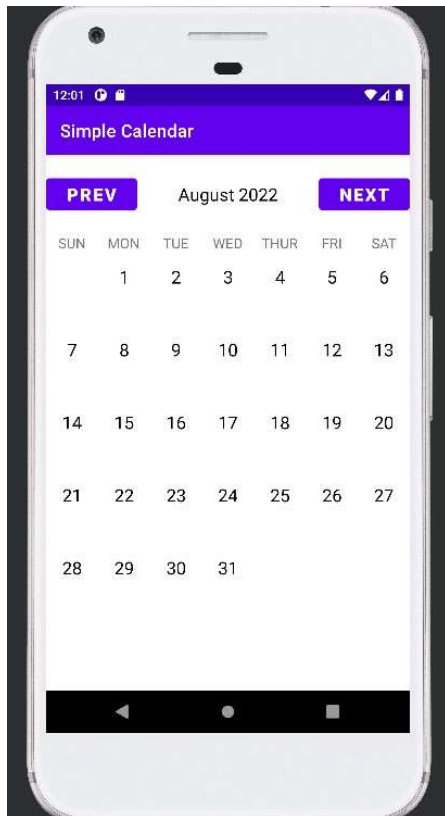 12:01
Simple Calendar
PREV August 2022 NEXT
SUN MON TUE WED THUR FRI SAT
1 2 3 4 5 6
7 8 9 10 11 12 13
14 15 16 17 18 19 20
21 22 23 24 25 26 27
28 29 30 31